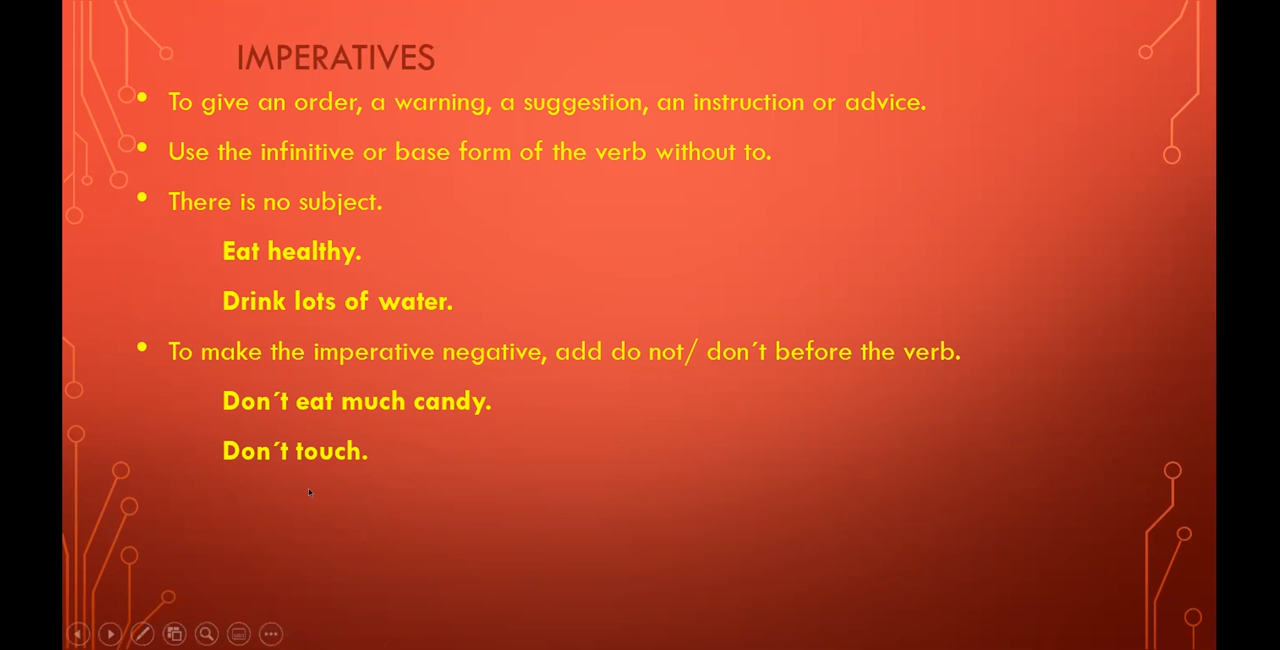 IMPERATIVES
• To give an order, a warning, a suggestion, an instruction or advice.
• Use the infinitive or base form of the verb without to.
• There is no subject.
Eat healthy.
Drink lots of water.
• To make the imperative negative, add do not/ don´t before the verb.
Don´t eat much candy.
Don´t touch.